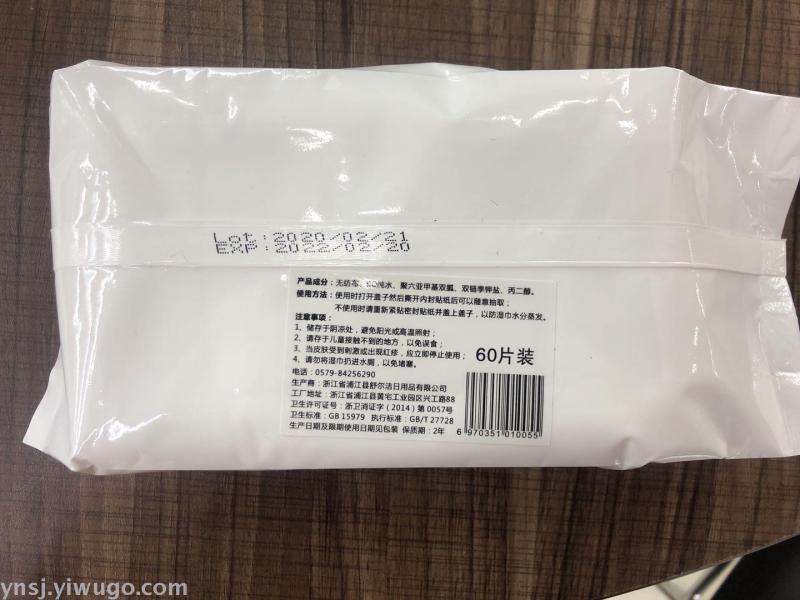 Lot:2020/02/21
EXP:2022/02/20
产品成分:无纺布、RO纯水、聚六亚甲基双胍、双链季钾盐、丙二醇。
使用方法:使用时打开盖子然后撕开内封贴纸后可以随意抽取;
不使用时请重新紧贴密封贴纸并盖上盖子,以防湿巾水分蒸发。
注意事项:
1、储存于阴凉处,避免阳光或高温照射;
2、请存于儿童接触不到的地方,以免误食;
3、当皮肤受到刺激或出现红疹,应立即停止使用;
4、请勿将湿巾扔进水厕,以免堵塞。
60片装
电话:0579-84256290
生产商:浙江省浦江县舒尔洁日用品有限公司
工厂地址:浙江省浦江县黄宅工业园区兴工路88
卫生许可证号:浙卫消证字(2014)第0057号
卫生标准:GB 15979 执行标准:GB/T 27728
生产日期及限期使用日期见包装 保质期:2年
6 970351 010055
ynsj.yiwugo.com